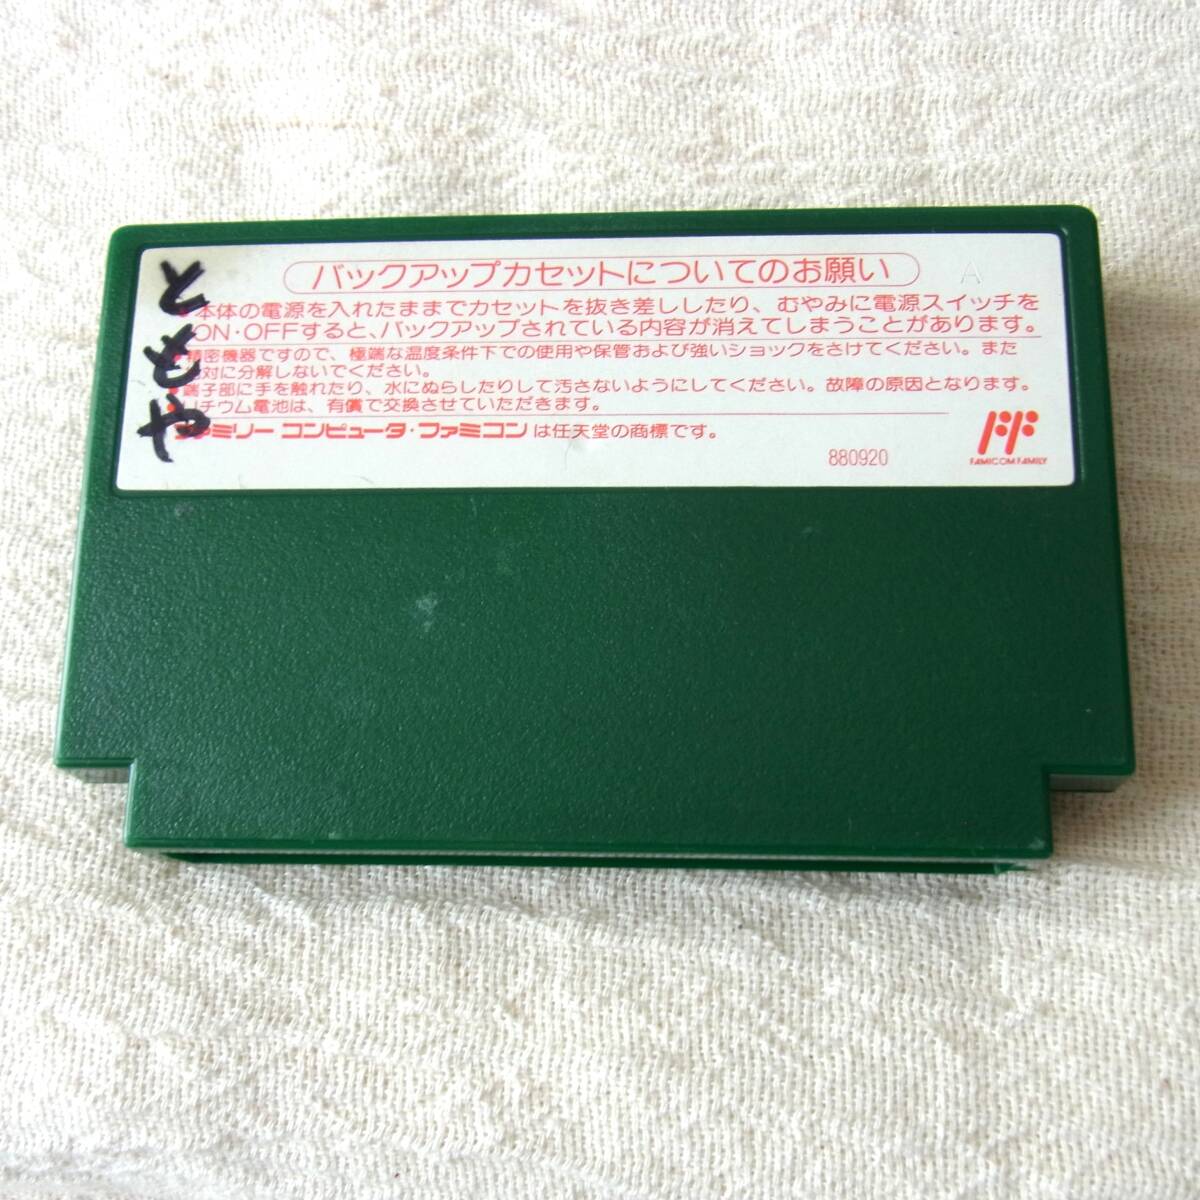 バックアップカセットについてのお願い
A
本体の電源を入れたままでカセットを抜き差ししたり、むやみに電源スイッチを
ON・OFFすると、バックアップされている内容が消えてしまうことがあります。
精密機器ですので、極端な温度条件下での使用や保管および強いショックをさけてください。また
対に分解しないでください。
端子部に手を触れたり、水にぬらしたりして汚さないようにしてください。故障の原因となります。
リチウム電池は、有償で交換させていただきます。
ファミリーコンピュータ・ファミコンは任天堂の商標です。
880920
FAMICOM FAMILY
ともや